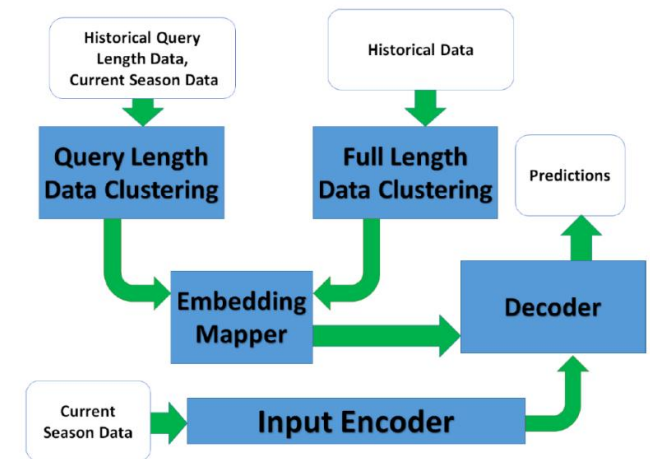 Historical Query
Length Data,
Current Season Data
Historical Data
Query Length
Data Clustering
Full Length
Data Clustering
Predictions
Embedding
Mapper
Decoder
Current
Season Data
Input Encoder